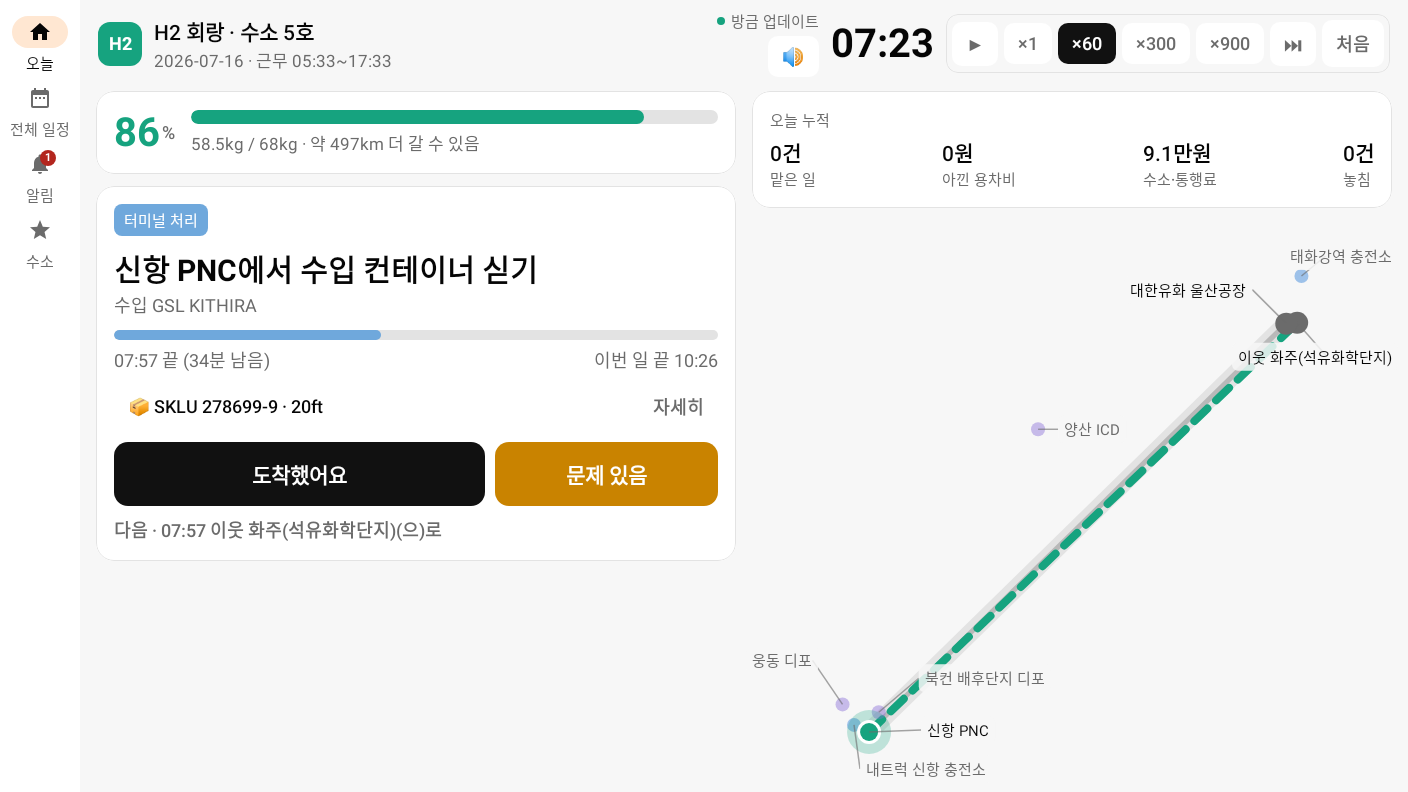 오늘
전체 일정
1
알림
수소
H2
H2 회랑 · 수소 5호
2026-07-16 · 근무 05:33~17:33
방금 업데이트
07:23
×1
×60
×300
×900
처음
86%
58.5kg / 68kg · 약 497km 더 갈 수 있음
터미널 처리
신항 PNC에서 수입 컨테이너 싣기
수입 GSL KITHIRA
07:57 끝 (34분 남음)
이번 일 끝 10:26
SKLU 278699-9 · 20ft
자세히
도착했어요
문제 있음
다음 · 07:57 이웃 화주(석유화학단지)(으)로
오늘 누적
0건
0원
9.1만원
0건
맡은 일
아낀 용차비
수소·통행료
놓침
태화강역 충전소
대한유화 울산공장
이웃 화주(석유화학단지)
양산 ICD
웅동 디포
북컨 배후단지 디포
신항 PNC
내트럭 신항 충전소